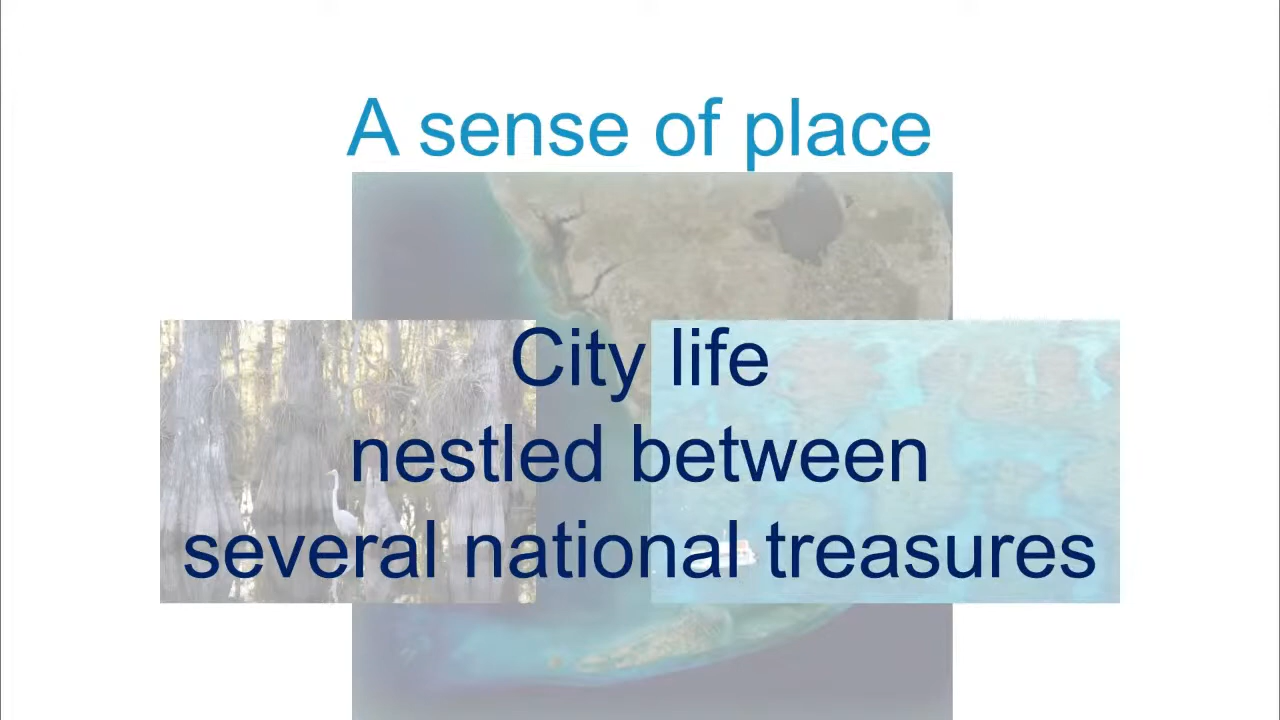 A sense of place
City life
nestled between
several national treasures